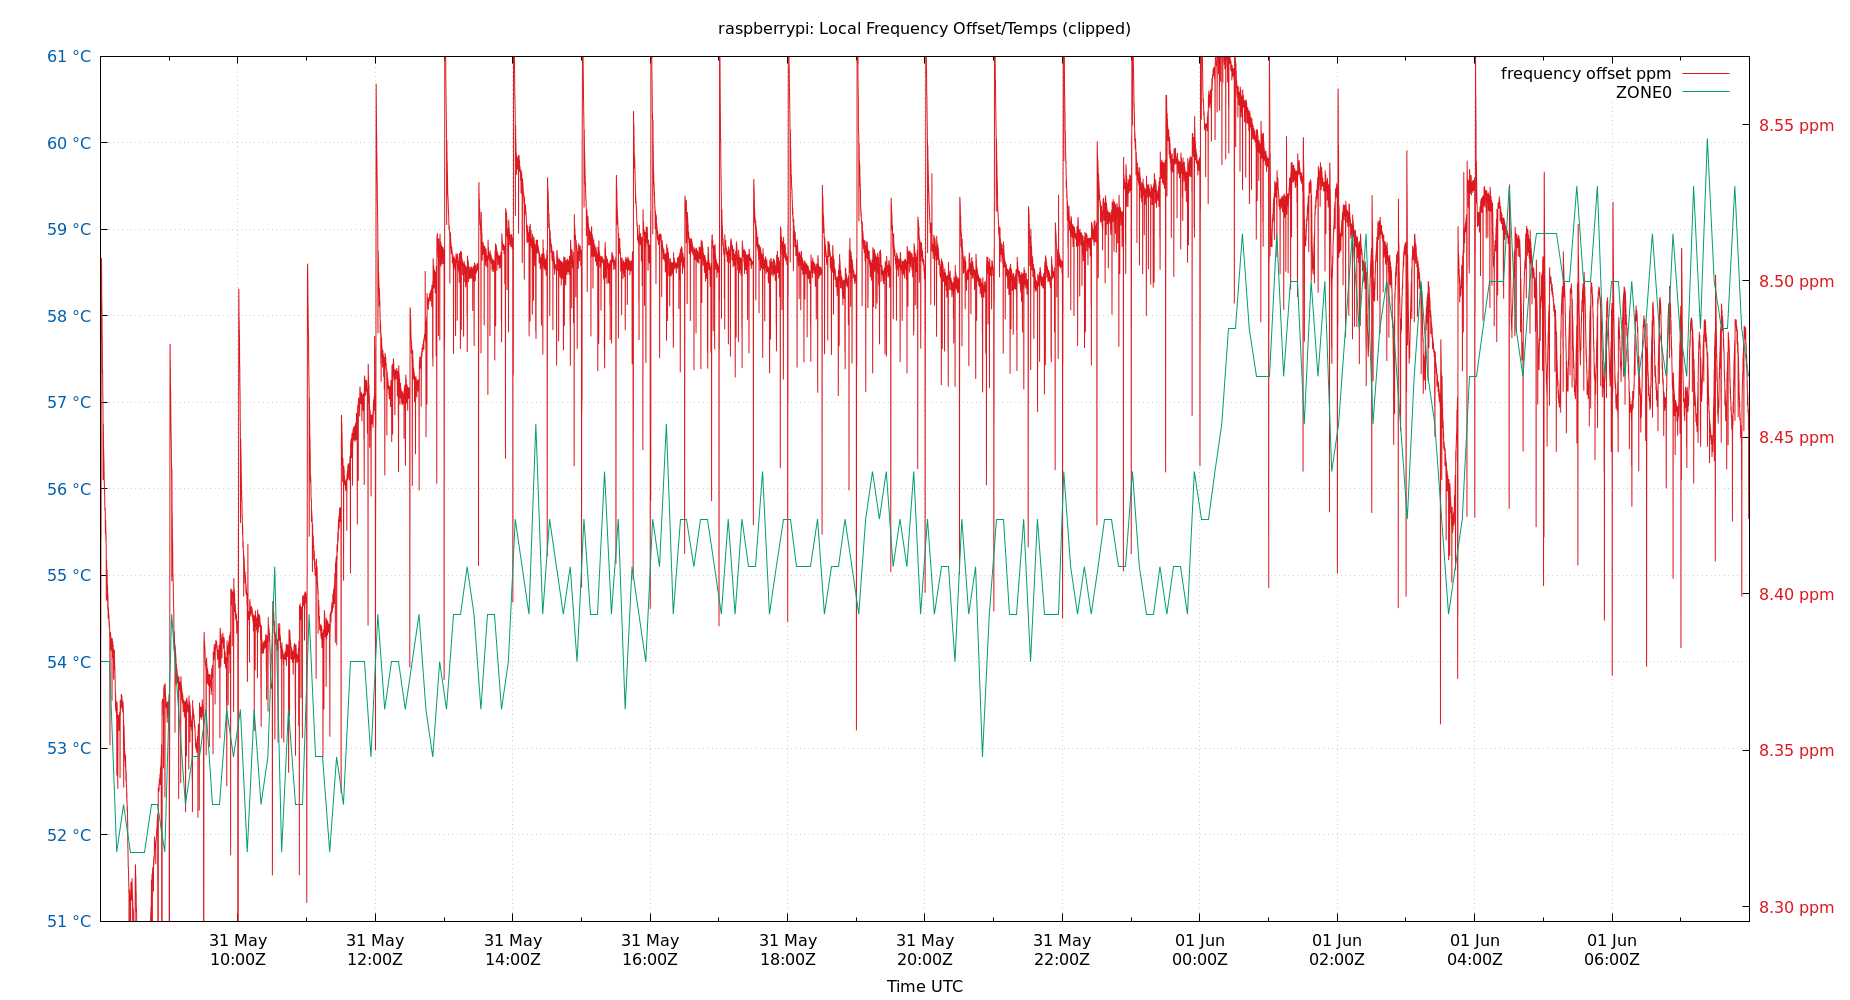 raspberrypi: Local Frequency Offset/Temps (clipped)
61 °C
60 °C
59 °C
58 °C
57 °C
56 °C
55 °C
54 °C
53 °C
52 °C
51 °C
frequency offset ppm
ZONE0
8.55 ppm
8.50 ppm
8.45 ppm
8.40 ppm
8.35 ppm
8.30 ppm
31 May
10:00Z
31 May
12:00Z
31 May
14:00Z
31 May
16:00Z
31 May
18:00Z
31 May
20:00Z
31 May
22:00Z
01 Jun
00:00Z
01 Jun
02:00Z
01 Jun
04:00Z
01 Jun
06:00Z
Time UTC